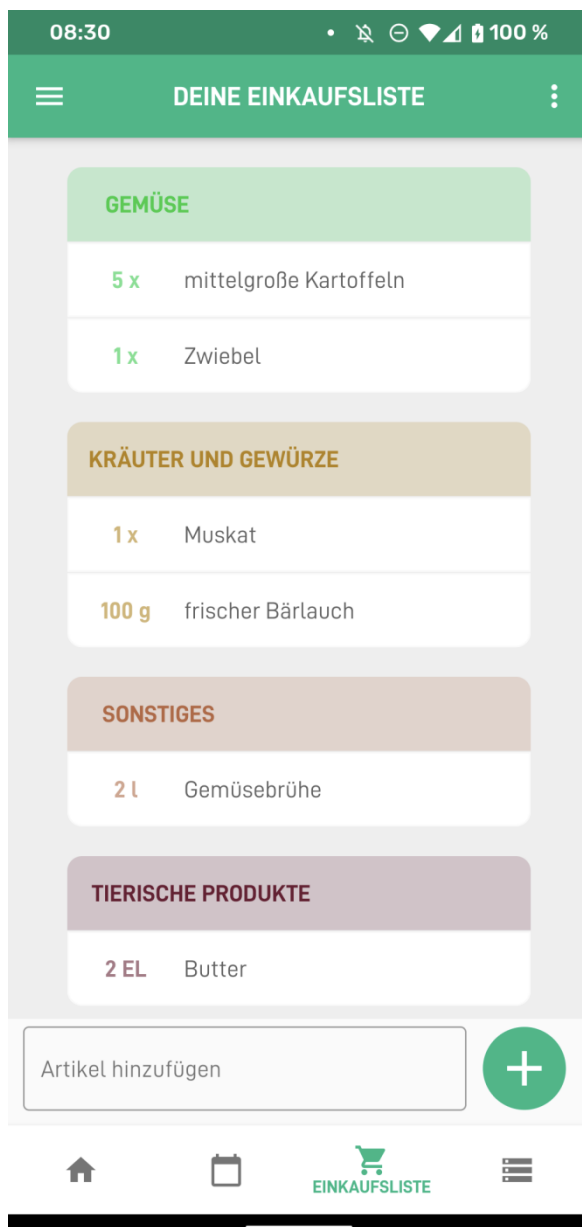 08:30 100 %
DEINE EINKAUFSLISTE
GEMÜSE
5 x mittelgroße Kartoffeln
1 x Zwiebel
KRÄUTER UND GEWÜRZE
1 x Muskat
100 g frischer Bärlauch
SONSTIGES
2 l Gemüsebrühe
TIERISCHE PRODUKTE
2 EL Butter
Artikel hinzufügen
EINKAUFSLISTE